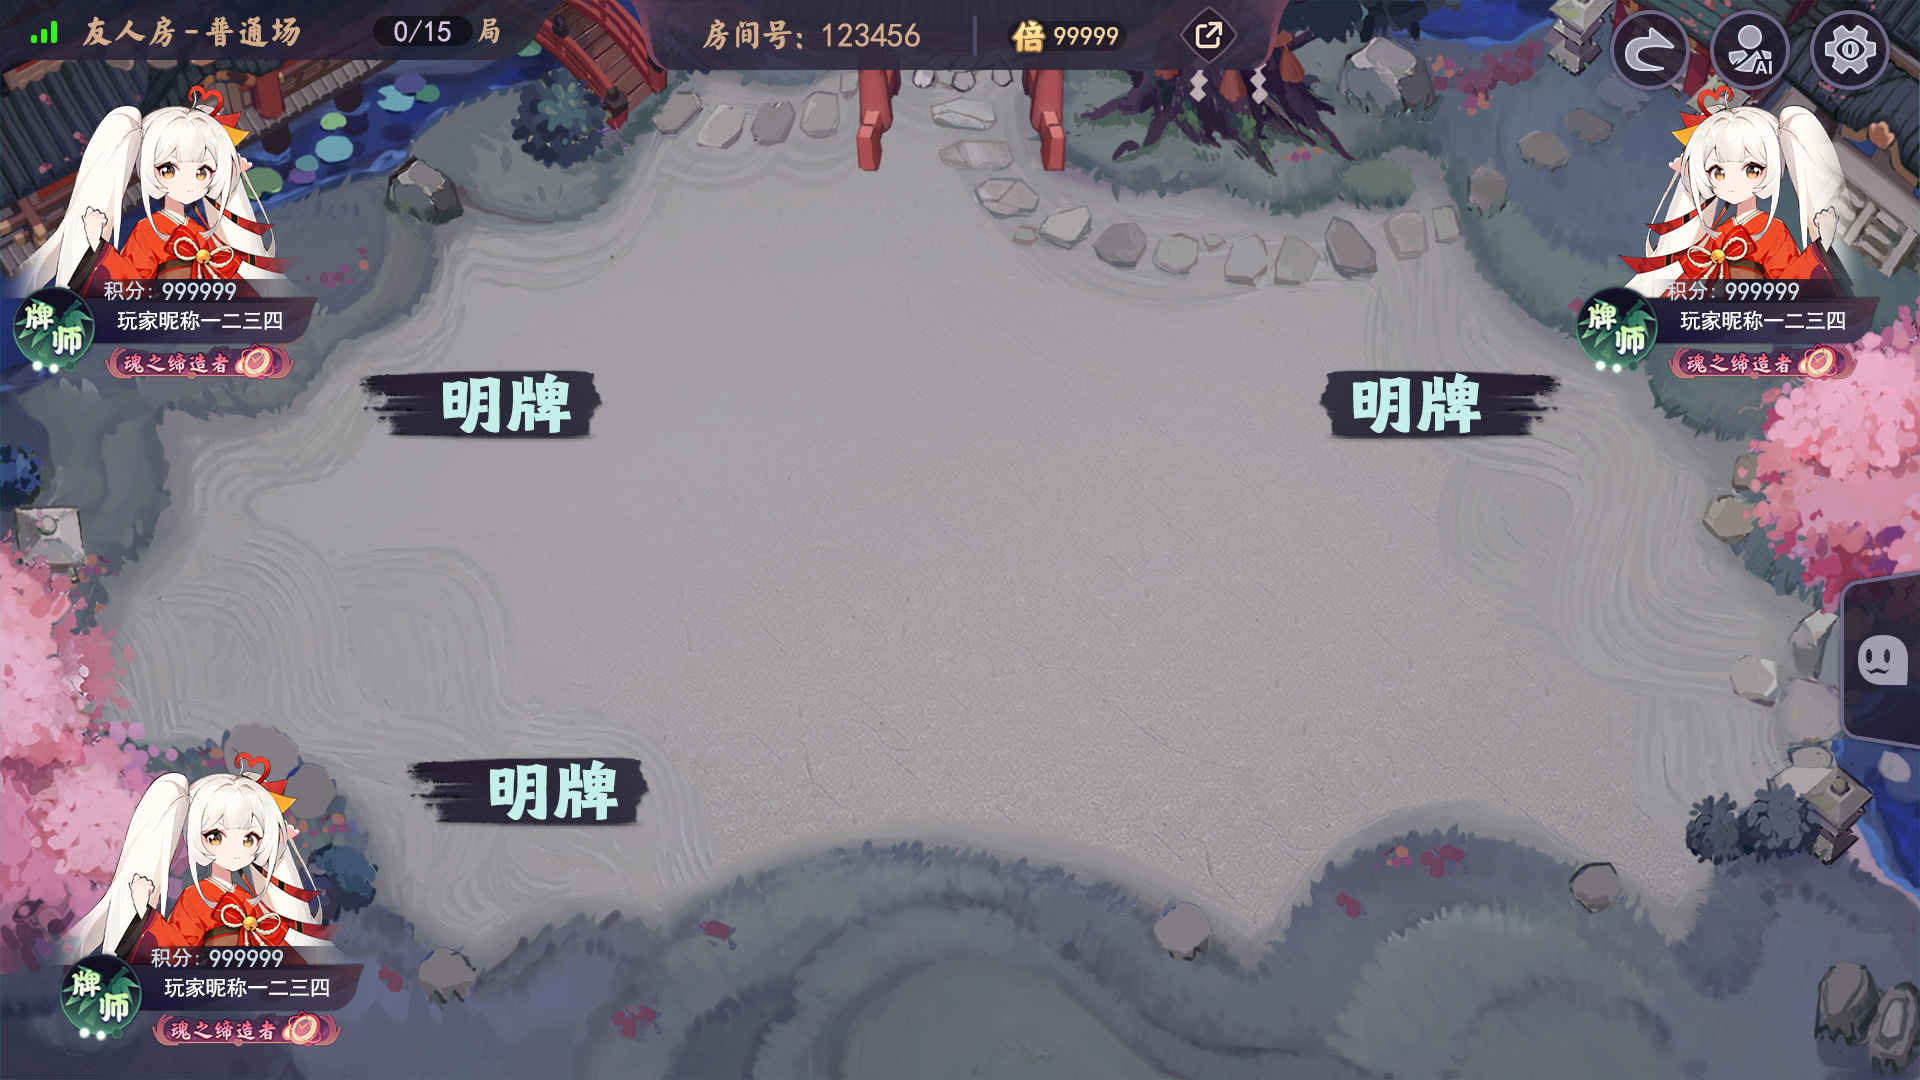 友人房-普通场
0/15 局
房间号：123456
倍 99999
AI
积分：999999
牌师
玩家昵称一二三四
魂之缔造者
积分：999999
牌师
玩家昵称一二三四
魂之缔造者
明牌
明牌
明牌
积分：999999
牌师
玩家昵称一二三四
魂之缔造者